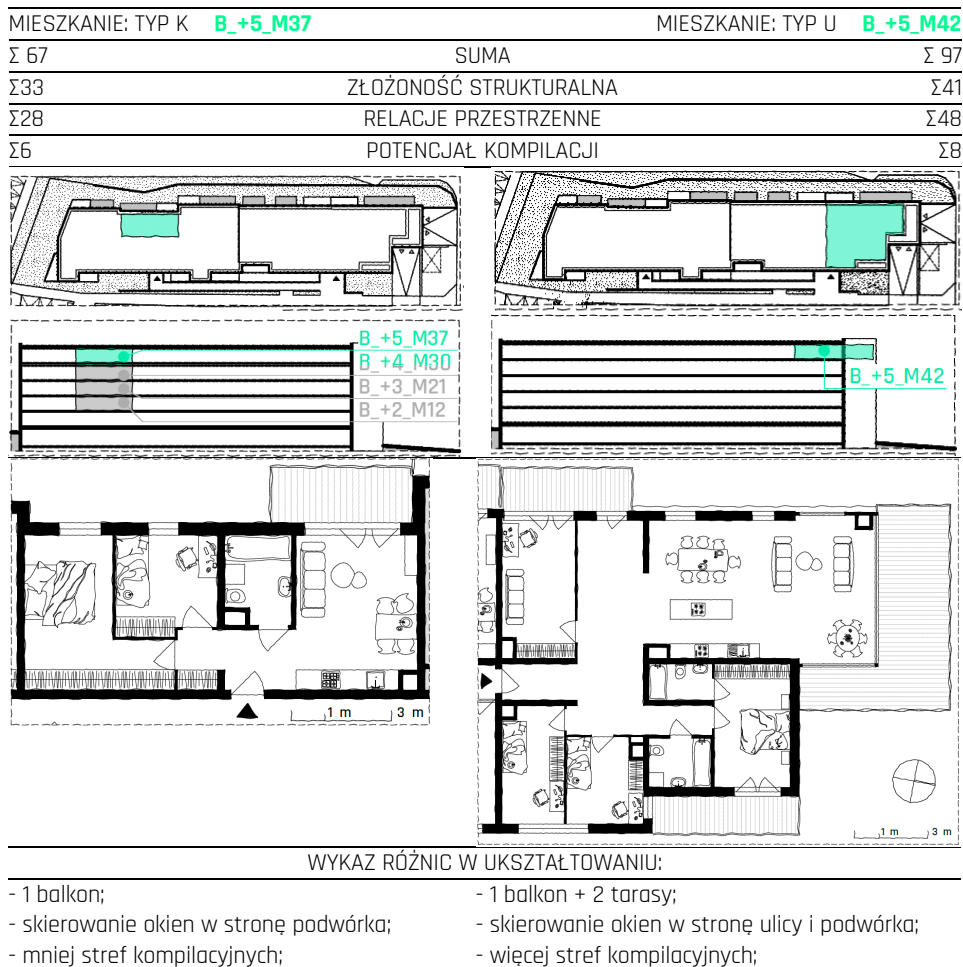 MIESZKANIE: TYP K B_+5_M37 MIESZKANIE: TYP U B_+5_M42
Σ 67 SUMA Σ 97
Σ33 ZŁOŻONOŚĆ STRUKTURALNA Σ41
Σ28 RELACJE PRZESTRZENNE Σ48
Σ6 POTENCJAŁ KOMPILACJI Σ8
B_+5_M37
B_+4_M30
B_+3_M21
B_+2_M12
B_+5_M42
1 m 3 m
1 m 3 m
WYKAZ RÓŻNIC W UKSZTAŁTOWANIU:
- 1 balkon;
- skierowanie okien w stronę podwórka;
- mniej stref kompilacyjnych;
- 1 balkon + 2 tarasy;
- skierowanie okien w stronę ulicy i podwórka;
- więcej stref kompilacyjnych;